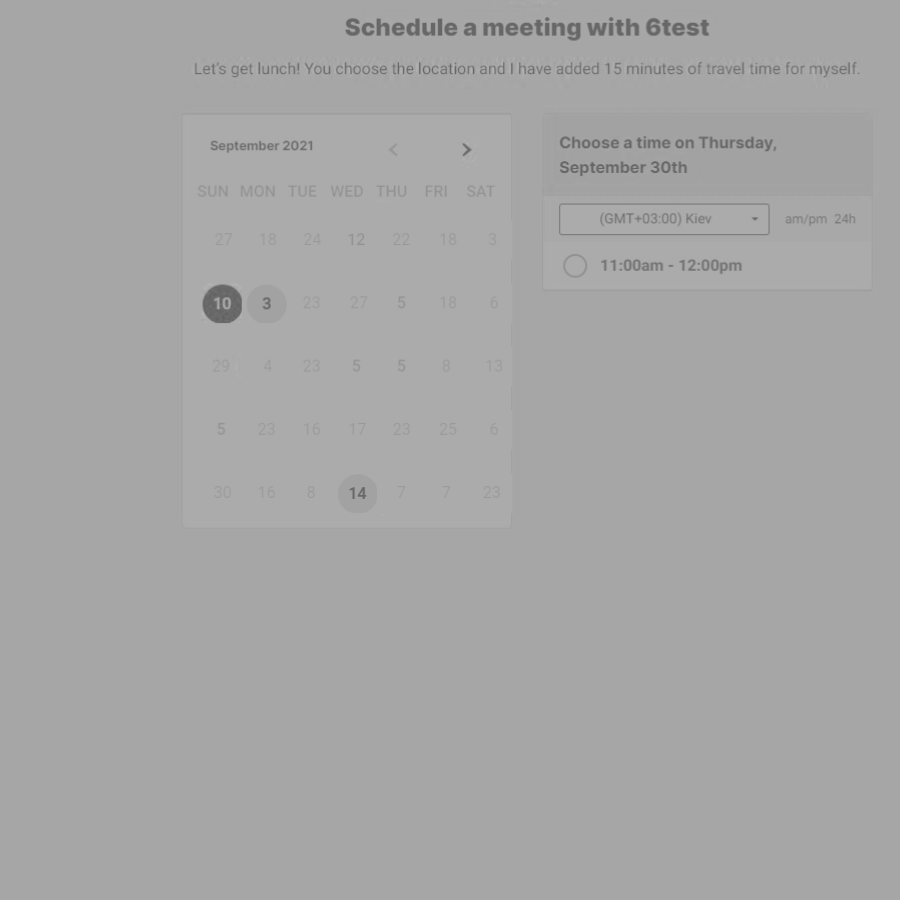 Schedule a meeting with 6test
Let's get lunch! You choose the location and I have added 15 minutes of travel time for myself.
September 2021
SUN MON TUE WED THU FRI SAT
27 18 24 12 22 18 3
10 3 23 27 5 18 6
29 4 23 5 5 8 13
5 23 16 17 23 25 6
30 16 8 14 7 7 23
Choose a time on Thursday,
September 30th
(GMT+03:00) Kiev am/pm 24h
11:00am - 12:00pm